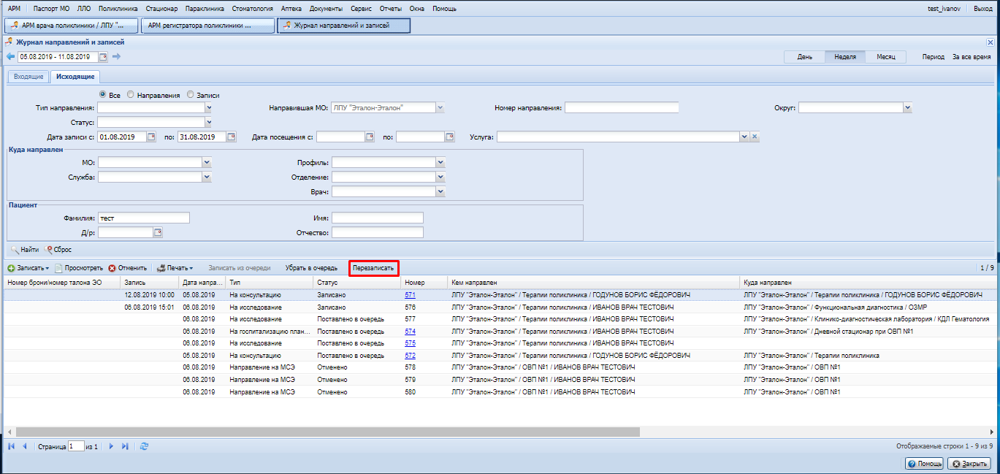 АРМ Паспорт МО ЛЛО Поликлиника Стационар Параклиника Стоматология Аптека Документы Сервис Отчеты Окна Помощь test_ivanov Выход
АРМ врача поликлиники / ЛПУ "... АРМ регистратора поликлиники ... Журнал направлений и записей
Журнал направлений и записей
05.08.2019 - 11.08.2019 День Неделя Месяц Период За все время
Входящие Исходящие
Все Направления Записи
Тип направления: Направившая МО: ЛПУ "Эталон-Эталон" Номер направления: Округ:
Статус:
Дата записи с: 01.08.2019 по: 31.08.2019 Дата посещения с: по: Услуга:
Куда направлен
МО: Профиль:
Служба: Отделение:
Врач:
Пациент
Фамилия: тест Имя:
Д/р: Отчество:
Найти Сброс
Записать Просмотреть Отменить Печать Записать из очереди Убрать в очередь Перезаписать 1 / 9
Номер брони/номер талона ЭО Запись Дата напра... Тип Статус Номер Кем направлен Куда направлен
12.08.2019 10:00 05.08.2019 На консультацию Записано 571 ЛПУ "Эталон-Эталон" / Терапии поликлиника / ГОДУНОВ БОРИС ФЁДОРОВИЧ ЛПУ "Эталон-Эталон" / Терапии поликлиника / ГОДУНОВ БОРИС ФЁДОРОВИЧ
06.08.2019 15:01 06.08.2019 На исследование Записано 576 ЛПУ "Эталон-Эталон" / Терапии поликлиника / ИВАНОВ ВРАЧ ТЕСТОВИЧ ЛПУ "Эталон-Эталон" / Функциональная диагностика / ОЗМР
06.08.2019 На исследование Поставлено в очередь 577 ЛПУ "Эталон-Эталон" / Терапии поликлиника / ИВАНОВ ВРАЧ ТЕСТОВИЧ ЛПУ "Эталон-Эталон" / Клинико-диагностическая лаборатория / КДЛ Гематология
06.08.2019 На госпитализацию план... Поставлено в очередь 574 ЛПУ "Эталон-Эталон" / Терапии поликлиника / ИВАНОВ ВРАЧ ТЕСТОВИЧ ЛПУ "Эталон-Эталон" / Дневной стационар при ОВП №1
06.08.2019 На исследование Поставлено в очередь 575 ЛПУ "Эталон-Эталон" / Терапии поликлиника / ИВАНОВ ВРАЧ ТЕСТОВИЧ
05.08.2019 На консультацию Поставлено в очередь 572 ЛПУ "Эталон-Эталон" / Терапии поликлиника / ГОДУНОВ БОРИС ФЁДОРОВИЧ ЛПУ "Эталон-Эталон" / Терапии поликлиника
06.08.2019 Направление на МСЭ Отменено 578 ЛПУ "Эталон-Эталон" / ОВП №1 / ИВАНОВ ВРАЧ ТЕСТОВИЧ ЛПУ "Эталон-Эталон" / ОВП №1
06.08.2019 Направление на МСЭ Отменено 579 ЛПУ "Эталон-Эталон" / ОВП №1 / ИВАНОВ ВРАЧ ТЕСТОВИЧ ЛПУ "Эталон-Эталон" / ОВП №1
06.08.2019 Направление на МСЭ Отменено 580 ЛПУ "Эталон-Эталон" / ОВП №1 / ИВАНОВ ВРАЧ ТЕСТОВИЧ ЛПУ "Эталон-Эталон" / ОВП №1
Страница 1 из 1 Отображаемые строки 1 - 9 из 9
Помощь Закрыть